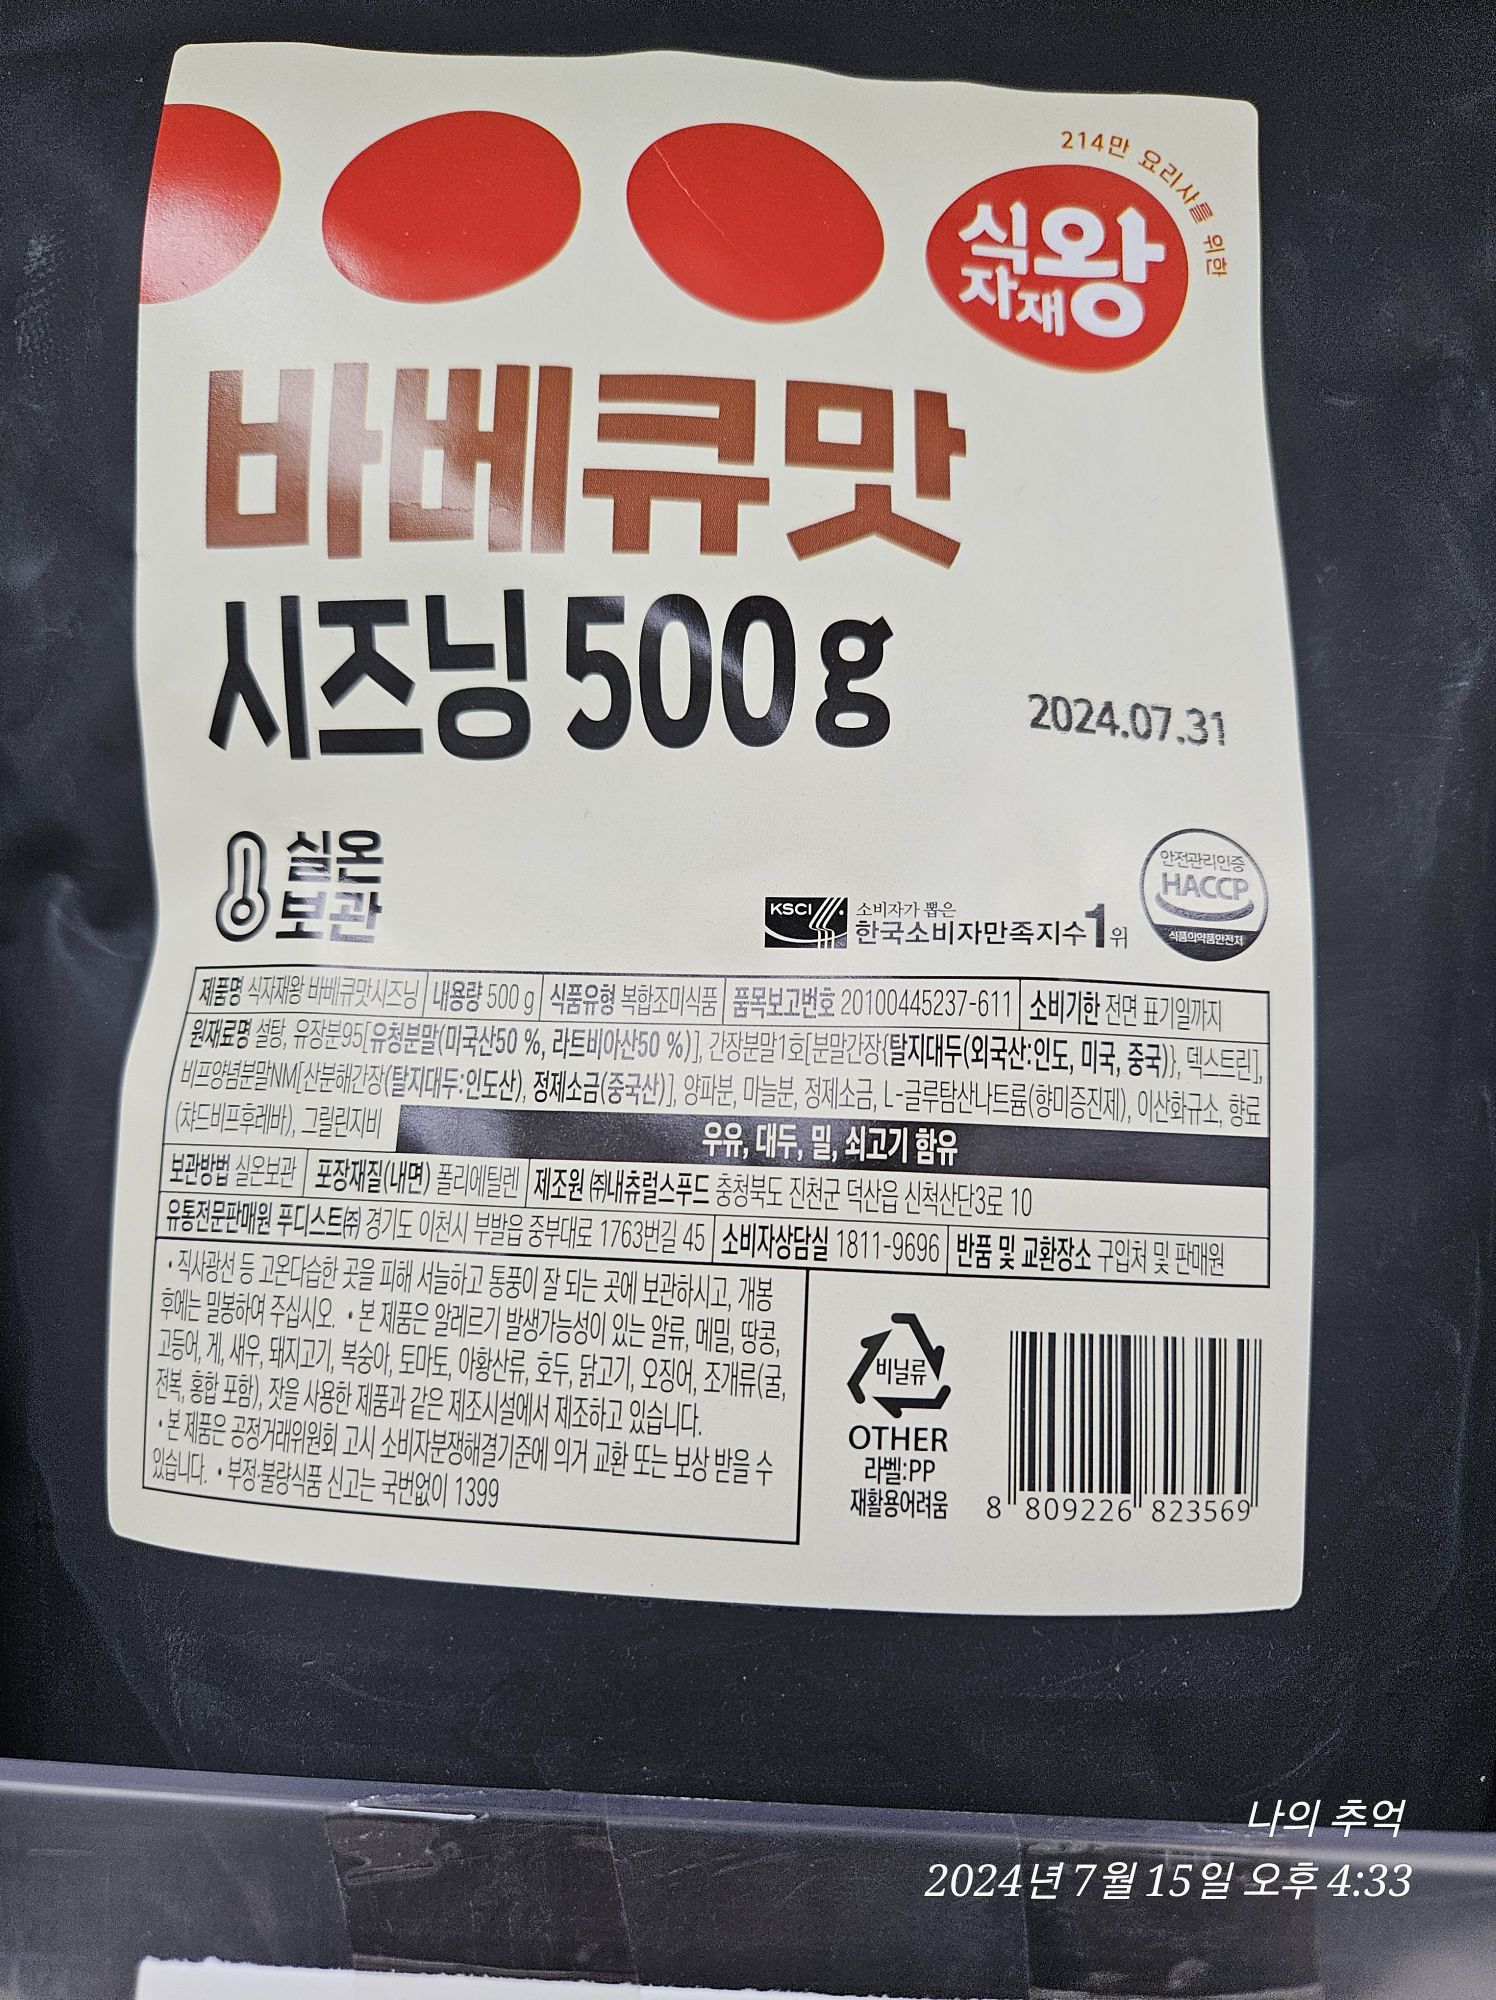 214만 요리사를 위한
식자재왕
바베큐맛
시즈닝 500g
2024.07.31
실온
보관
KSCI 소비자가 뽑은
한국소비자만족지수1위
안전관리인증
HACCP
식품의약품안전처
제품명 식자재왕 바베큐맛시즈닝 내용량 500 g 식품유형 복합조미식품 품목보고번호 20100445237-611 소비기한 전면 표기일까지
원재료명 설탕, 유장분95[유청분말(미국산50 %, 라트비아산50 %)], 간장분말1호[분말간장{탈지대두(외국산:인도, 미국, 중국)}, 덱스트린],
비프양념분말NM[산분해간장(탈지대두:인도산), 정제소금(중국산)], 양파분, 마늘분, 정제소금, L-글루탐산나트륨(향미증진제), 이산화규소, 향료
(챠드비프후레바), 그릴린지비
우유, 대두, 밀, 쇠고기 함유
보관방법 실온보관 포장재질(내면) 폴리에틸렌 제조원 ㈜내츄럴스푸드 충청북도 진천군 덕산읍 신척산단3로 10
유통전문판매원 푸디스트㈜ 경기도 이천시 부발읍 중부대로 1763번길 45 소비자상담실 1811-9696 반품 및 교환장소 구입처 및 판매원
• 직사광선 등 고온다습한 곳을 피해 서늘하고 통풍이 잘 되는 곳에 보관하시고, 개봉
후에는 밀봉하여 주십시오. • 본 제품은 알레르기 발생가능성이 있는 알류, 메밀, 땅콩,
고등어, 게, 새우, 돼지고기, 복숭아, 토마토, 아황산류, 호두, 닭고기, 오징어, 조개류(굴,
전복, 홍합 포함), 잣을 사용한 제품과 같은 제조시설에서 제조하고 있습니다.
• 본 제품은 공정거래위원회 고시 소비자분쟁해결기준에 의거 교환 또는 보상 받을 수
있습니다. • 부정·불량식품 신고는 국번없이 1399
비닐류
OTHER
라벨:PP
재활용어려움
8 809226 823569
나의 추억
2024년 7월 15일 오후 4:33